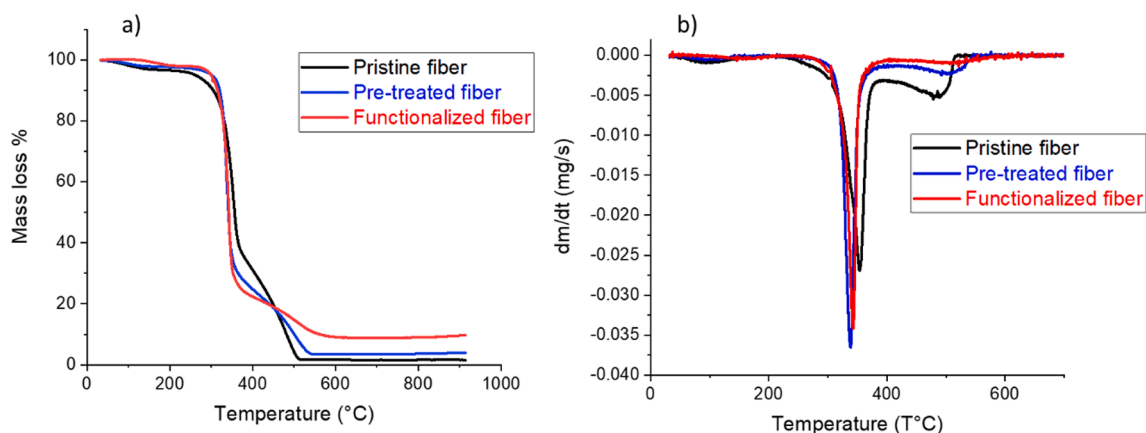 a)
100
80
60
40
20
0
Mass loss %
0 200 400 600 800 1000
Temperature (°C)
Pristine fiber
Pre-treated fiber
Functionalized fiber
b)
0.000
-0.005
-0.010
-0.015
-0.020
-0.025
-0.030
-0.035
-0.040
dm/dt (mg/s)
0 200 400 600
Temperature (T°C)
Pristine fiber
Pre-treated fiber
Functionalized fiber